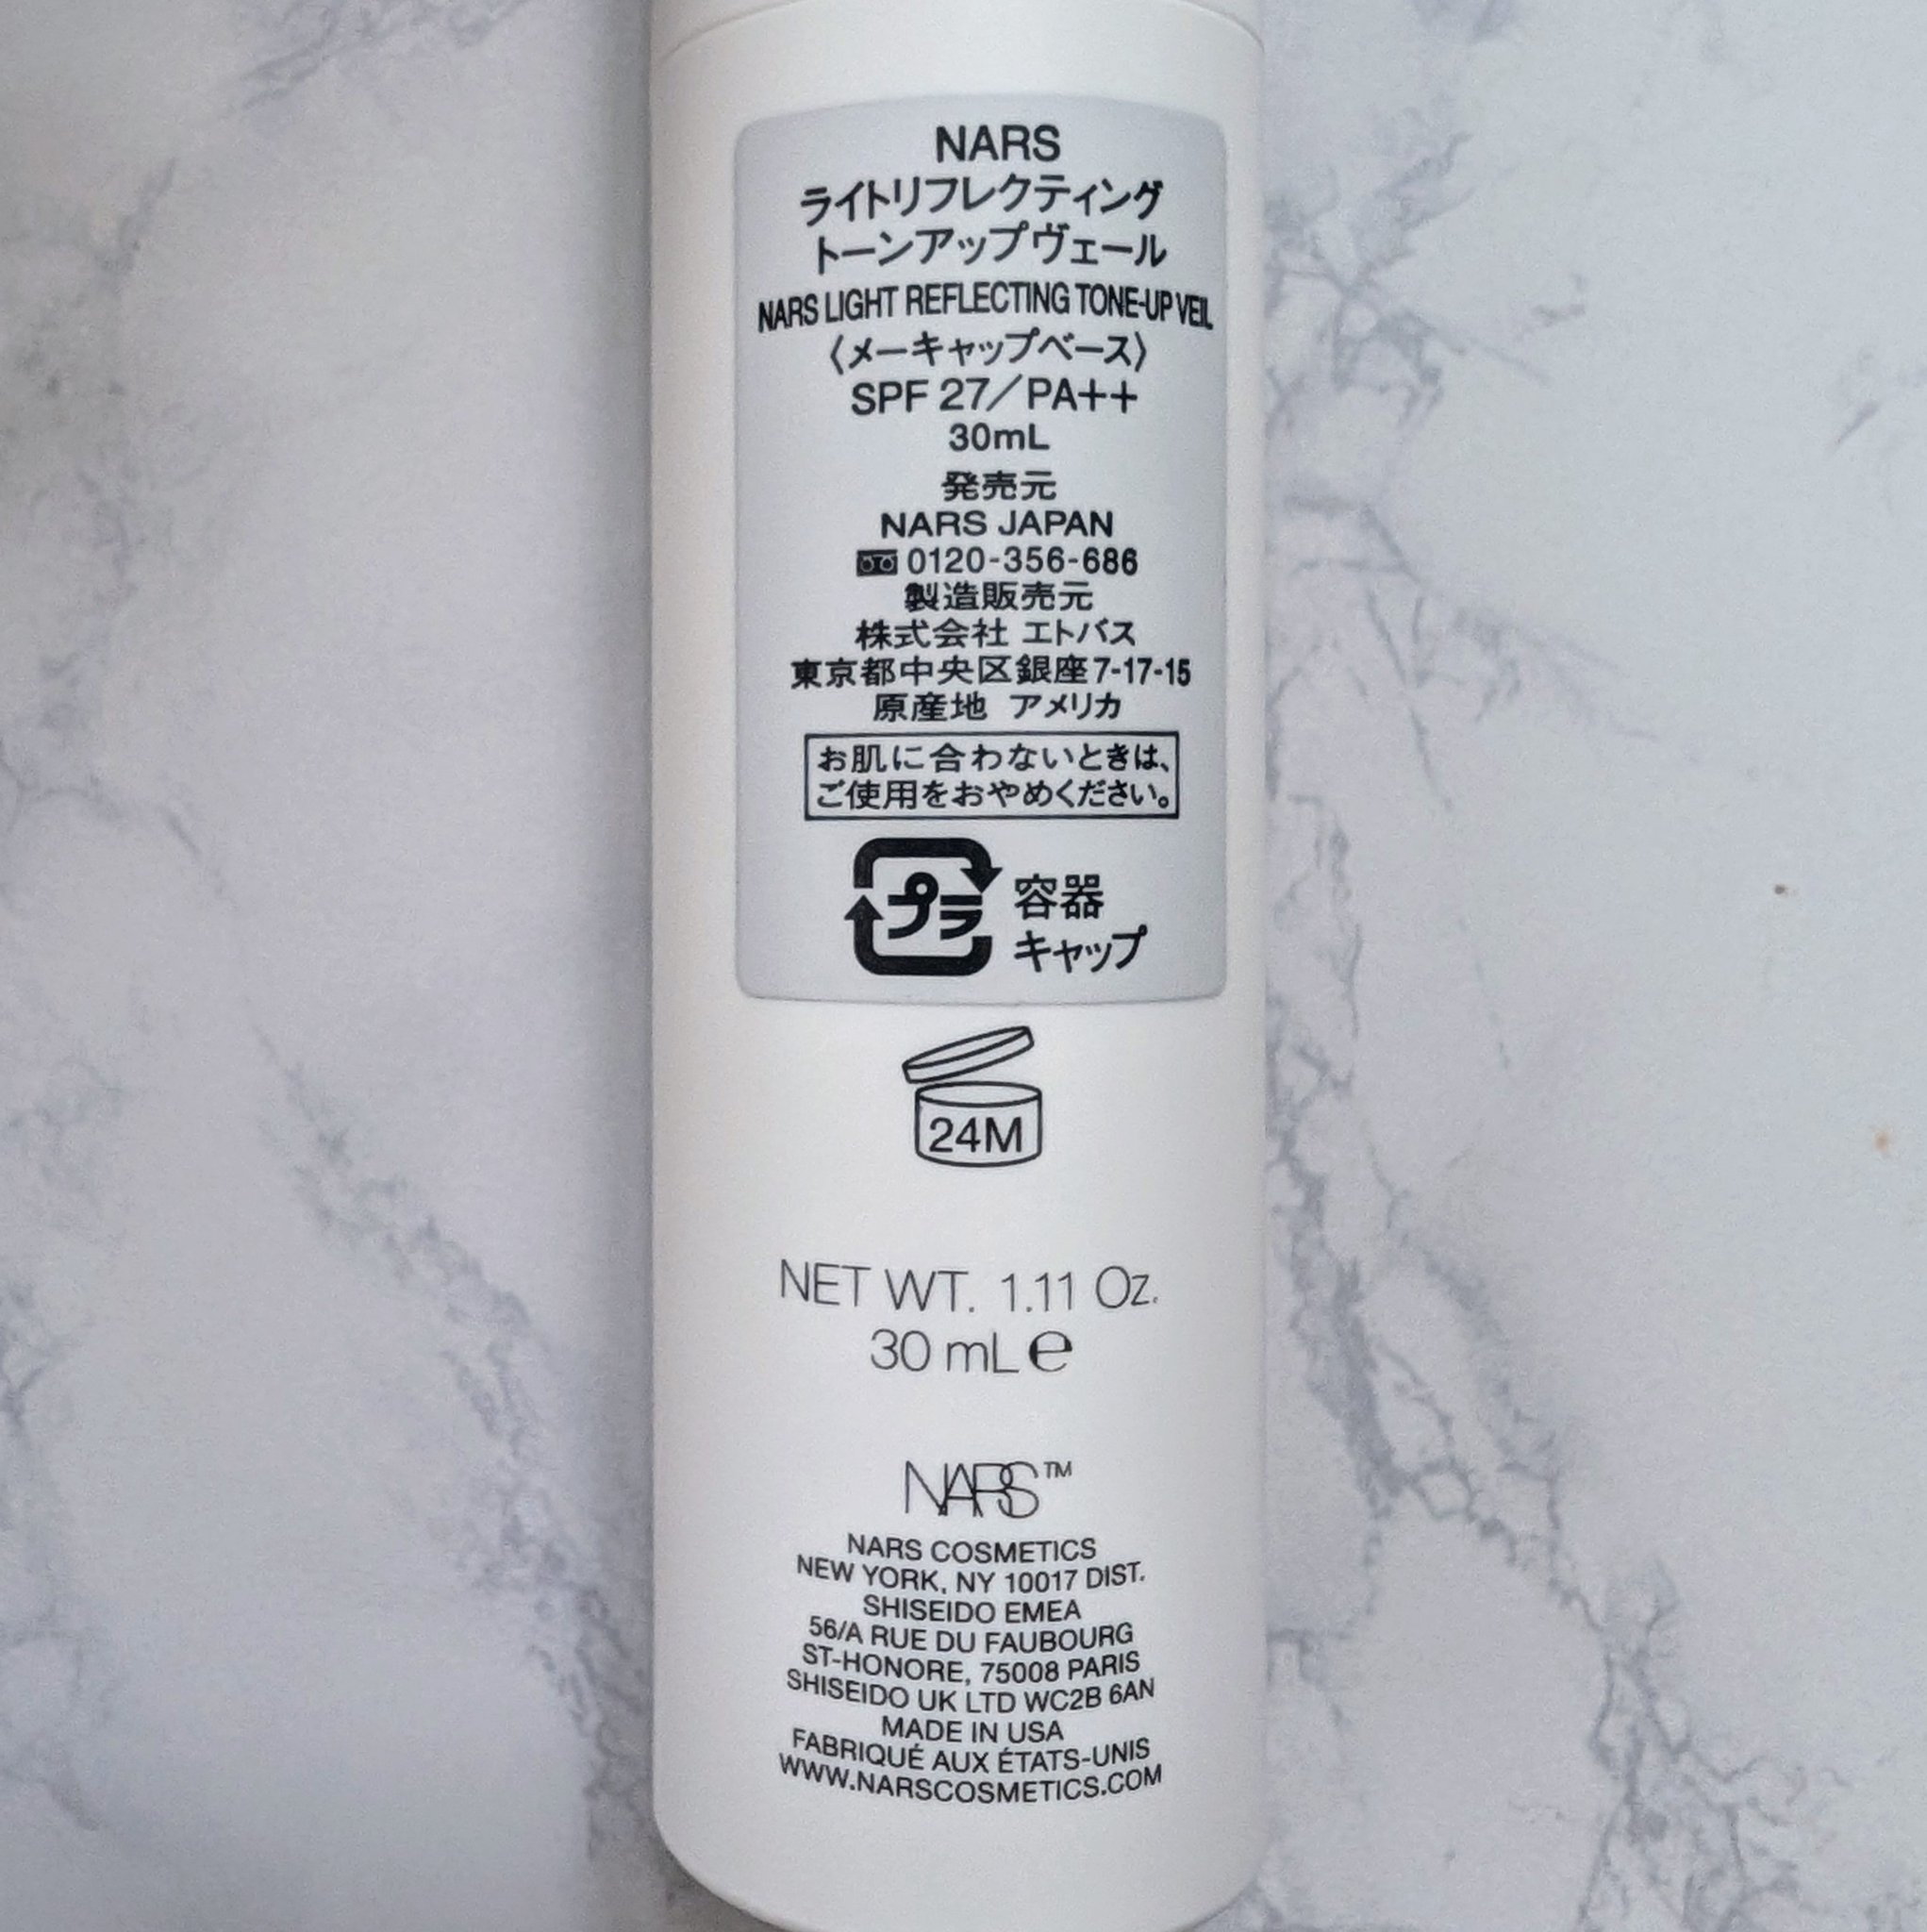 NARS
ライトリフレクティング
トーンアップヴェール
NARS LIGHT REFLECTING TONE-UP VEIL
〈メーキャップベース〉
SPF 27／PA++
30mL
発売元
NARS JAPAN
0120-356-686
製造販売元
株式会社 エトバス
東京都中央区銀座7-17-15
原産地 アメリカ
お肌に合わないときは、
ご使用をおやめください。
プラ 容器
キャップ
24M
NET WT. 1.11 Oz.
30 mL e
NARS™
NARS COSMETICS
NEW YORK, NY 10017 DIST.
SHISEIDO EMEA
56/A RUE DU FAUBOURG
ST-HONORE, 75008 PARIS
SHISEIDO UK LTD WC2B 6AN
MADE IN USA
FABRIQUÉ AUX ÉTATS-UNIS
WWW.NARSCOSMETICS.COM